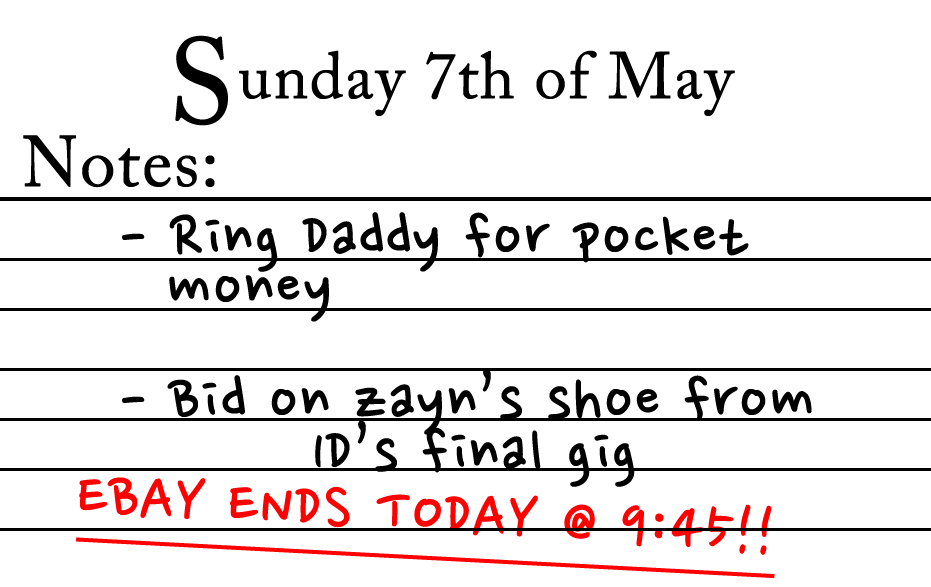 Sunday 7th of May
Notes:
- Ring Daddy for pocket
money
- Bid on zayn's shoe from
1D's final gig
EBAY ENDS TODAY @ 9:45!!